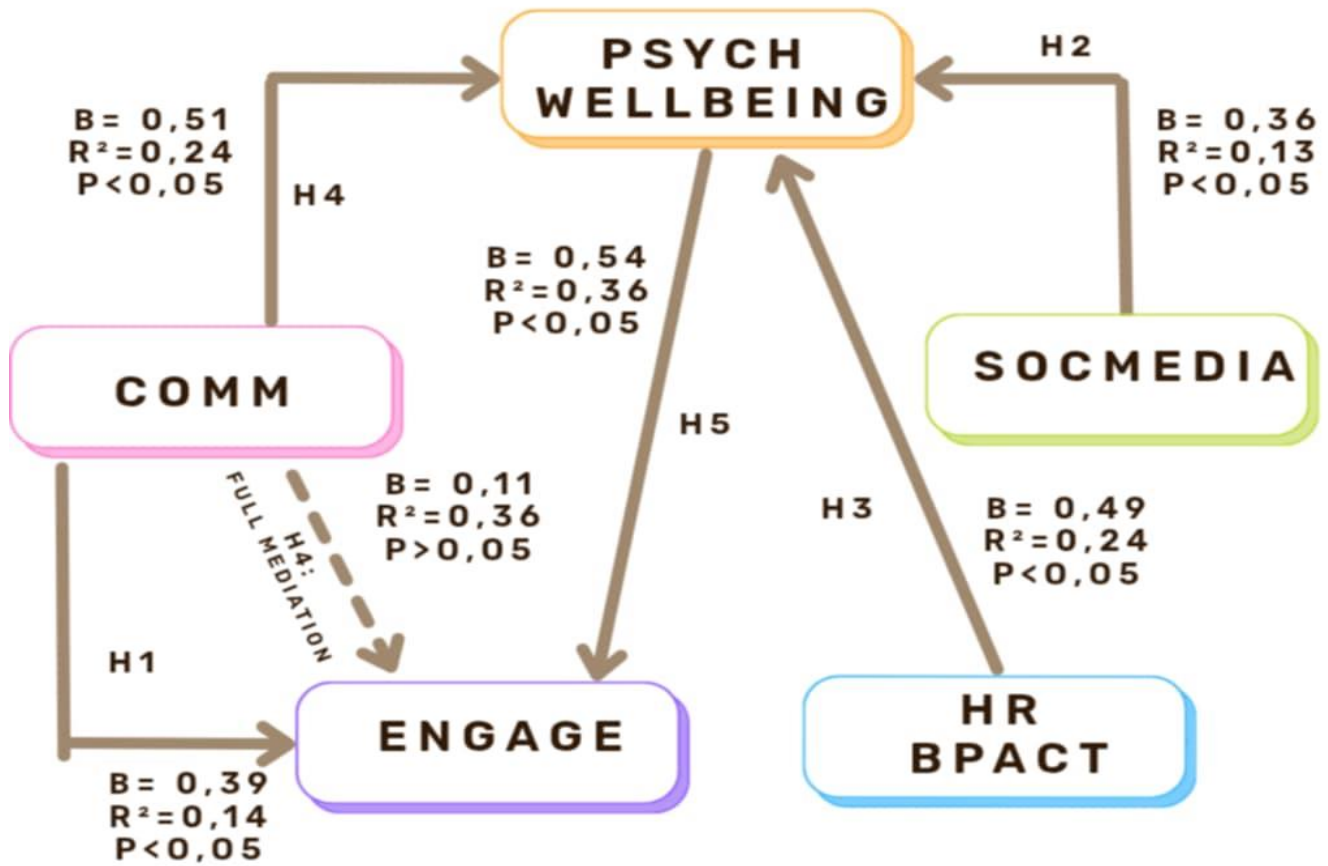 PSYCH
WELLBEING
H2
B= 0,51
R²=0,24
P<0,05
H4
B= 0,36
R²=0,13
P<0,05
B= 0,54
R²=0,36
P<0,05
COMM
SOCMEDIA
H5
B= 0,11
R²=0,36
P>0,05
H4:
FULL MEDIATION
H3
B= 0,49
R²=0,24
P<0,05
H1
ENGAGE
HR
BPACT
B= 0,39
R²=0,14
P<0,05